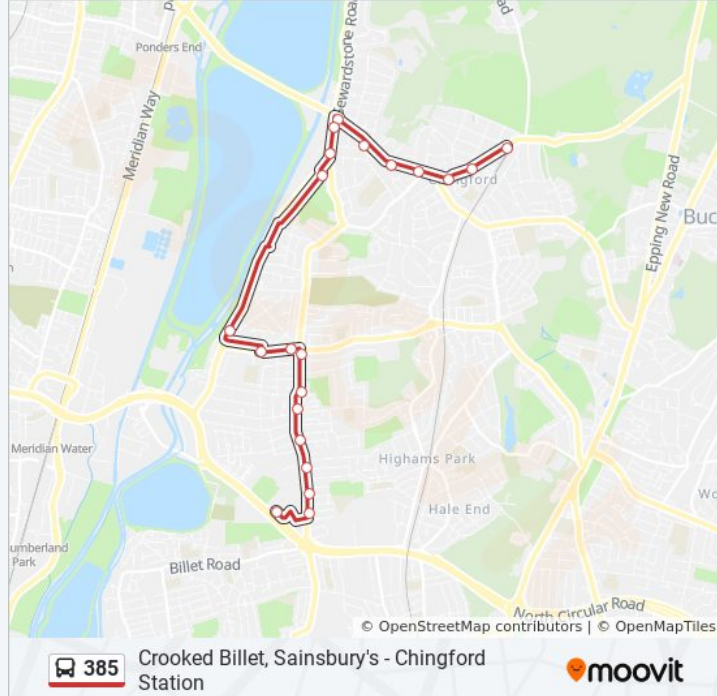 Ponders End
Sewardstone Road
Meridian Way
Chingford
Epping New Road
Buc
Meridian Water
Highams Park
Hale End
Wo
umberland
Park
Billet Road
North Circular Road
© OpenStreetMap contributors | © OpenMapTiles
385
Crooked Billet, Sainsbury's - Chingford
Station
moovit